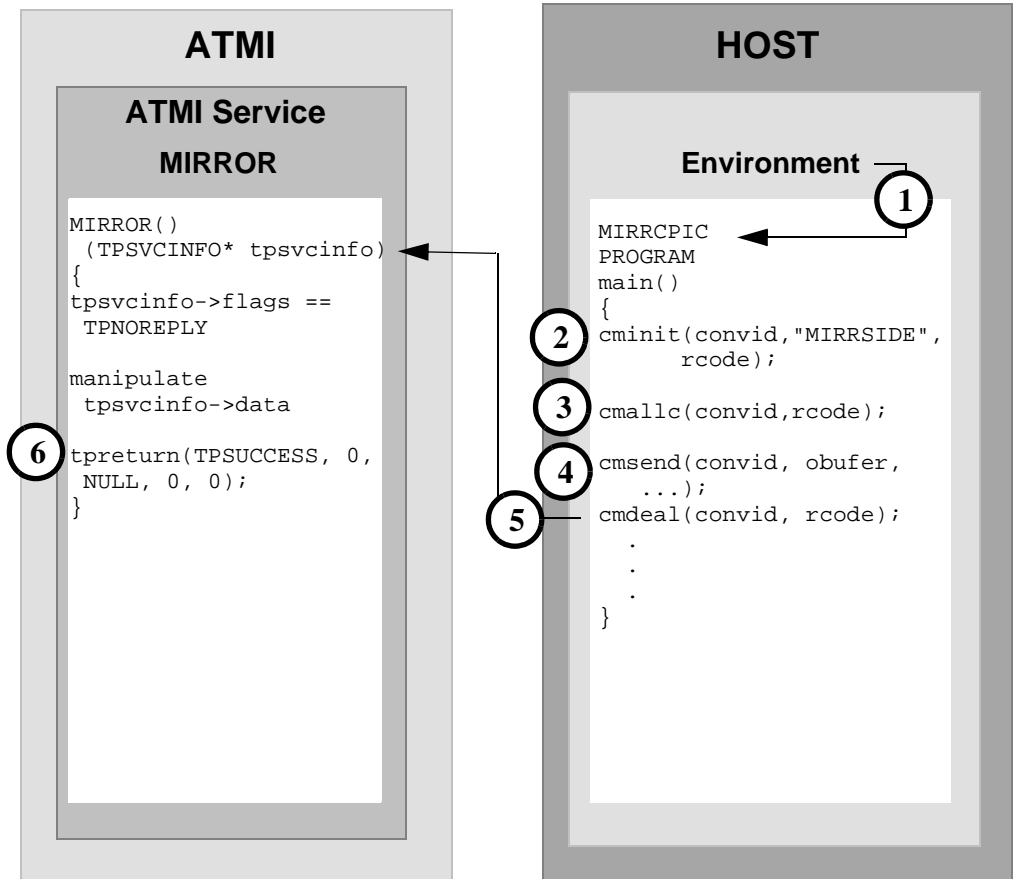 ATMI
ATMI Service
MIRROR
MIRROR()
(TPSVCINFO* tpsvcinfo)
{
tpsvcinfo->flags ==
TPNOREPLY
manipulate
tpsvcinfo->data
6
tpreturn(TPSUCCESS, 0,
NULL, 0, 0);
}
HOST
Environment
1
MIRRCPIC
PROGRAM
main()
{
2
cminit(convid,"MIRRSIDE",
rcode);
3
cmallc(convid,rcode);
4
cmsend(convid, obufer,
...);
5
cmdeal(convid, rcode);
.
.
.
}